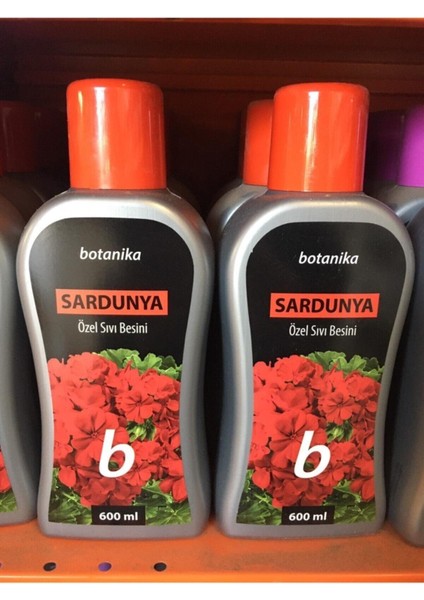 botanika
SARDUNYA
Özel Sıvı Besini
b
600 ml
botanika
SARDUNYA
Özel Sıvı Besini
b
600 ml